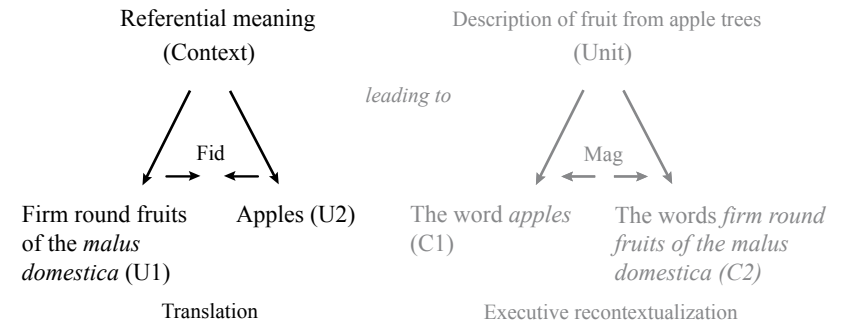 Referential meaning
(Context)
Fid
Firm round fruits
of the malus
domestica (U1)
Apples (U2)
Translation
leading to
Description of fruit from apple trees
(Unit)
Mag
The word apples
(C1)
The words firm round
fruits of the malus
domestica (C2)
Executive recontextualization